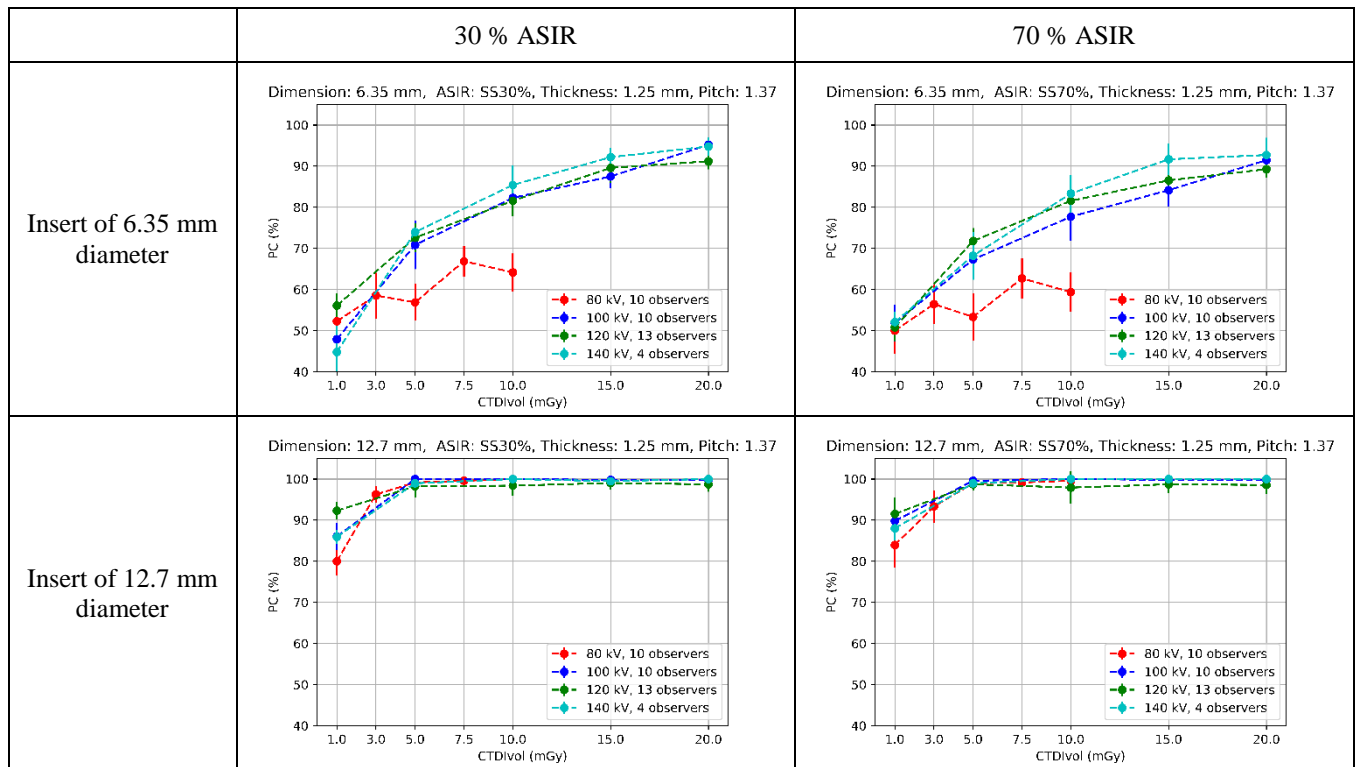 30 % ASIR
70 % ASIR
Insert of 6.35 mm
diameter
Dimension: 6.35 mm,  ASIR: SS30%, Thickness: 1.25 mm, Pitch: 1.37
100
90
80
70
60
50
40
PC (%)
80 kV, 10 observers
100 kV, 10 observers
120 kV, 13 observers
140 kV, 4 observers
1.0 3.0 5.0 7.5 10.0 15.0 20.0
CTDIvol (mGy)
Dimension: 6.35 mm,  ASIR: SS70%, Thickness: 1.25 mm, Pitch: 1.37
100
90
80
70
60
50
40
PC (%)
80 kV, 10 observers
100 kV, 10 observers
120 kV, 13 observers
140 kV, 4 observers
1.0 3.0 5.0 7.5 10.0 15.0 20.0
CTDIvol (mGy)
Insert of 12.7 mm
diameter
Dimension: 12.7 mm,  ASIR: SS30%, Thickness: 1.25 mm, Pitch: 1.37
100
90
80
70
60
50
40
PC (%)
80 kV, 10 observers
100 kV, 10 observers
120 kV, 13 observers
140 kV, 4 observers
1.0 3.0 5.0 7.5 10.0 15.0 20.0
CTDIvol (mGy)
Dimension: 12.7 mm,  ASIR: SS70%, Thickness: 1.25 mm, Pitch: 1.37
100
90
80
70
60
50
40
PC (%)
80 kV, 10 observers
100 kV, 10 observers
120 kV, 13 observers
140 kV, 4 observers
1.0 3.0 5.0 7.5 10.0 15.0 20.0
CTDIvol (mGy)